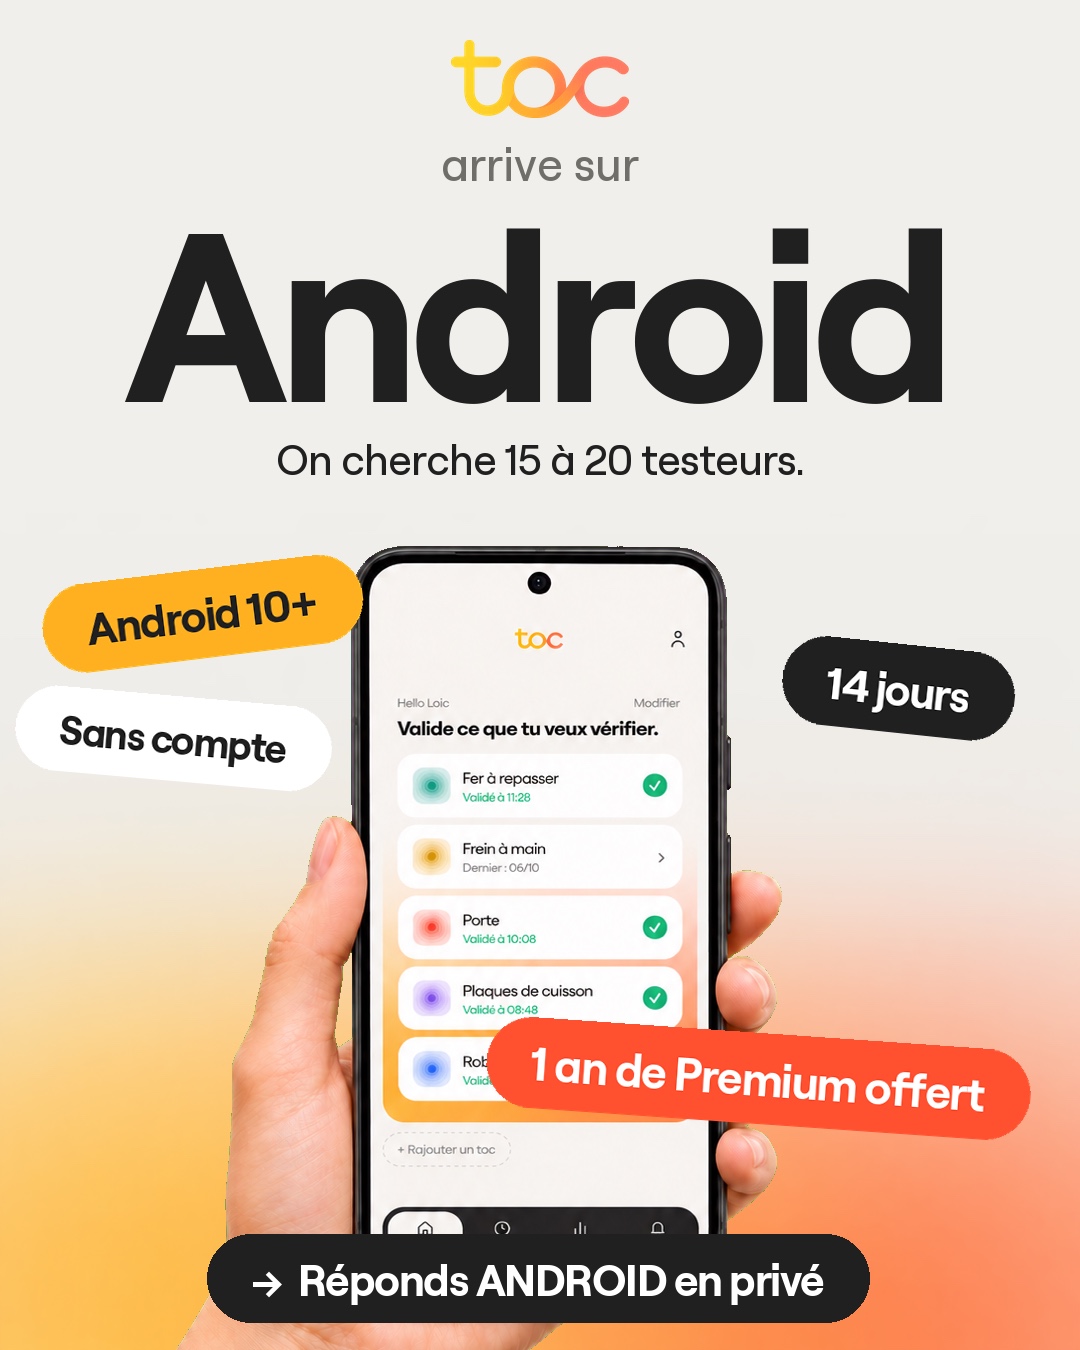 toc
arrive sur
Android
On cherche 15 à 20 testeurs.
Android 10+
Sans compte
14 jours
toc
Hello Loic
Modifier
Valide ce que tu veux vérifier.
Fer à repasser
Validé à 11:28
Frein à main
Dernier : 06/10
Porte
Validé à 10:08
Plaques de cuisson
Validé à 08:48
1 an de Premium offert
+ Rajouter un toc
→ Réponds ANDROID en privé